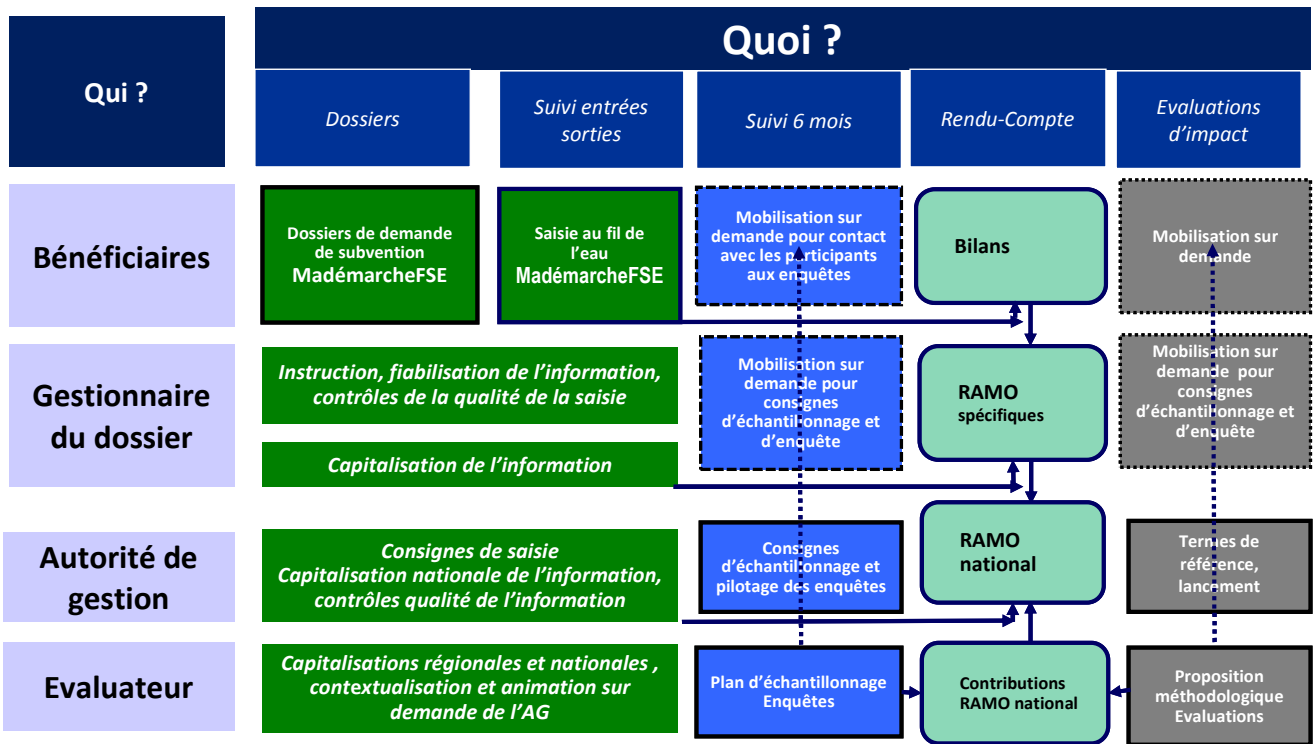 Qui ?
Quoi ?
Dossiers
Suivi entrées
sorties
Suivi 6 mois
Rendu-Compte
Evaluations
d’impact
Bénéficiaires
Dossiers de demande
de subvention
MadémarcheFSE
Saisie au fil de
l’eau
MadémarcheFSE
Mobilisation sur
demande pour contact
avec les participants
aux enquêtes
Bilans
Mobilisation sur
demande
Gestionnaire
du dossier
Instruction, fiabilisation de l’information,
contrôles de la qualité de la saisie
Capitalisation de l’information
Mobilisation sur
demande pour
consignes
d’échantillonnage et
d’enquête
RAMO
spécifiques
Mobilisation sur
demande pour
consignes
d’échantillonnage et
d’enquête
Autorité de
gestion
Consignes de saisie
Capitalisation nationale de l’information,
contrôles qualité de l’information
Consignes
d’échantillonnage et
pilotage des enquêtes
RAMO
national
Termes de
référence,
lancement
Evaluateur
Capitalisations régionales et nationales ,
contextualisation et animation sur
demande de l’AG
Plan d’échantillonnage
Enquêtes
Contributions
RAMO national
Proposition
méthodologique
Evaluations